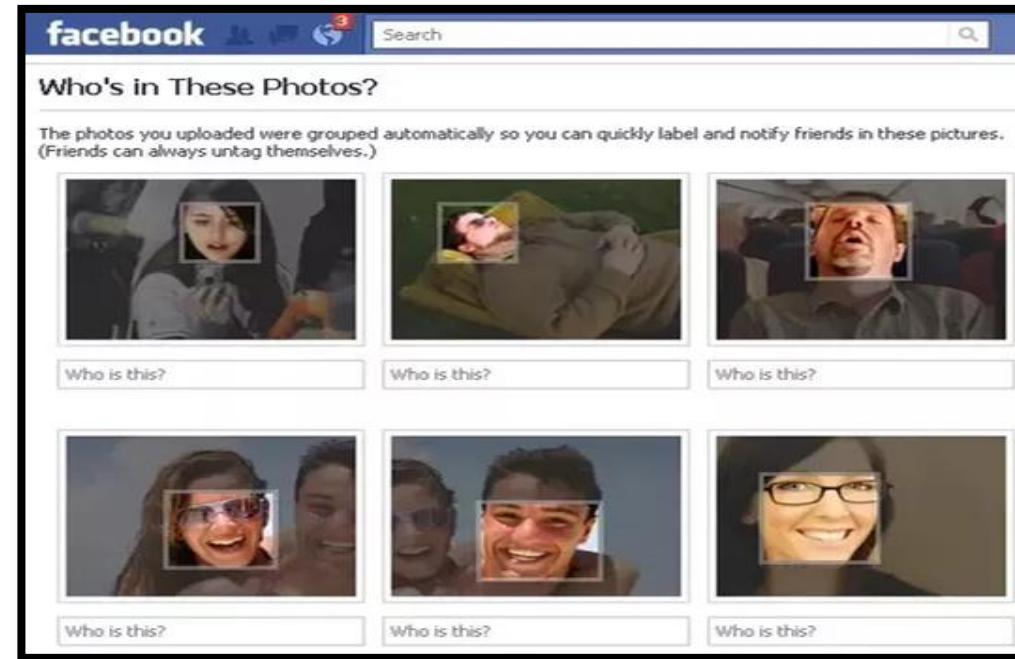 facebook 3 Search
Who's in These Photos?
The photos you uploaded were grouped automatically so you can quickly label and notify friends in these pictures.
(Friends can always untag themselves.)
Who is this? Who is this? Who is this?
Who is this? Who is this? Who is this?